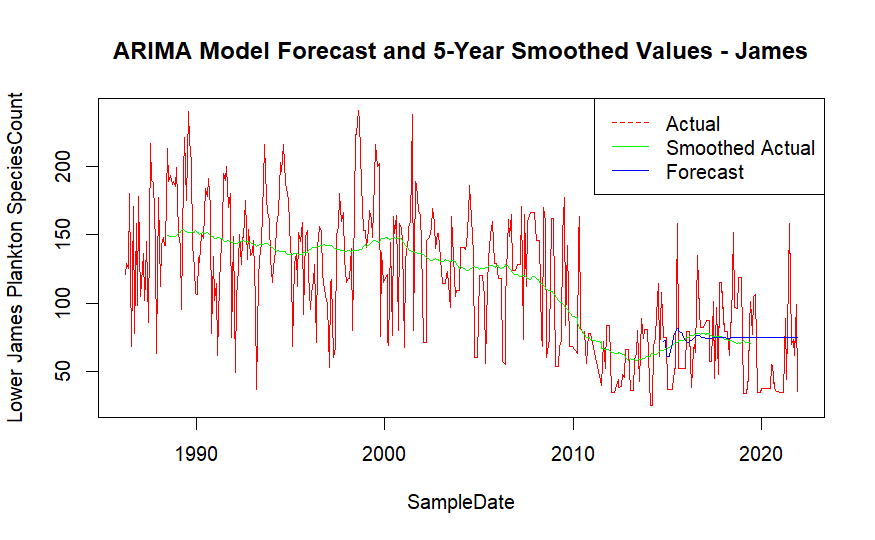 ARIMA Model Forecast and 5-Year Smoothed Values - James
Lower James Plankton SpeciesCount
200
150
100
50
Actual
Smoothed Actual
Forecast
1990
2000
2010
2020
SampleDate